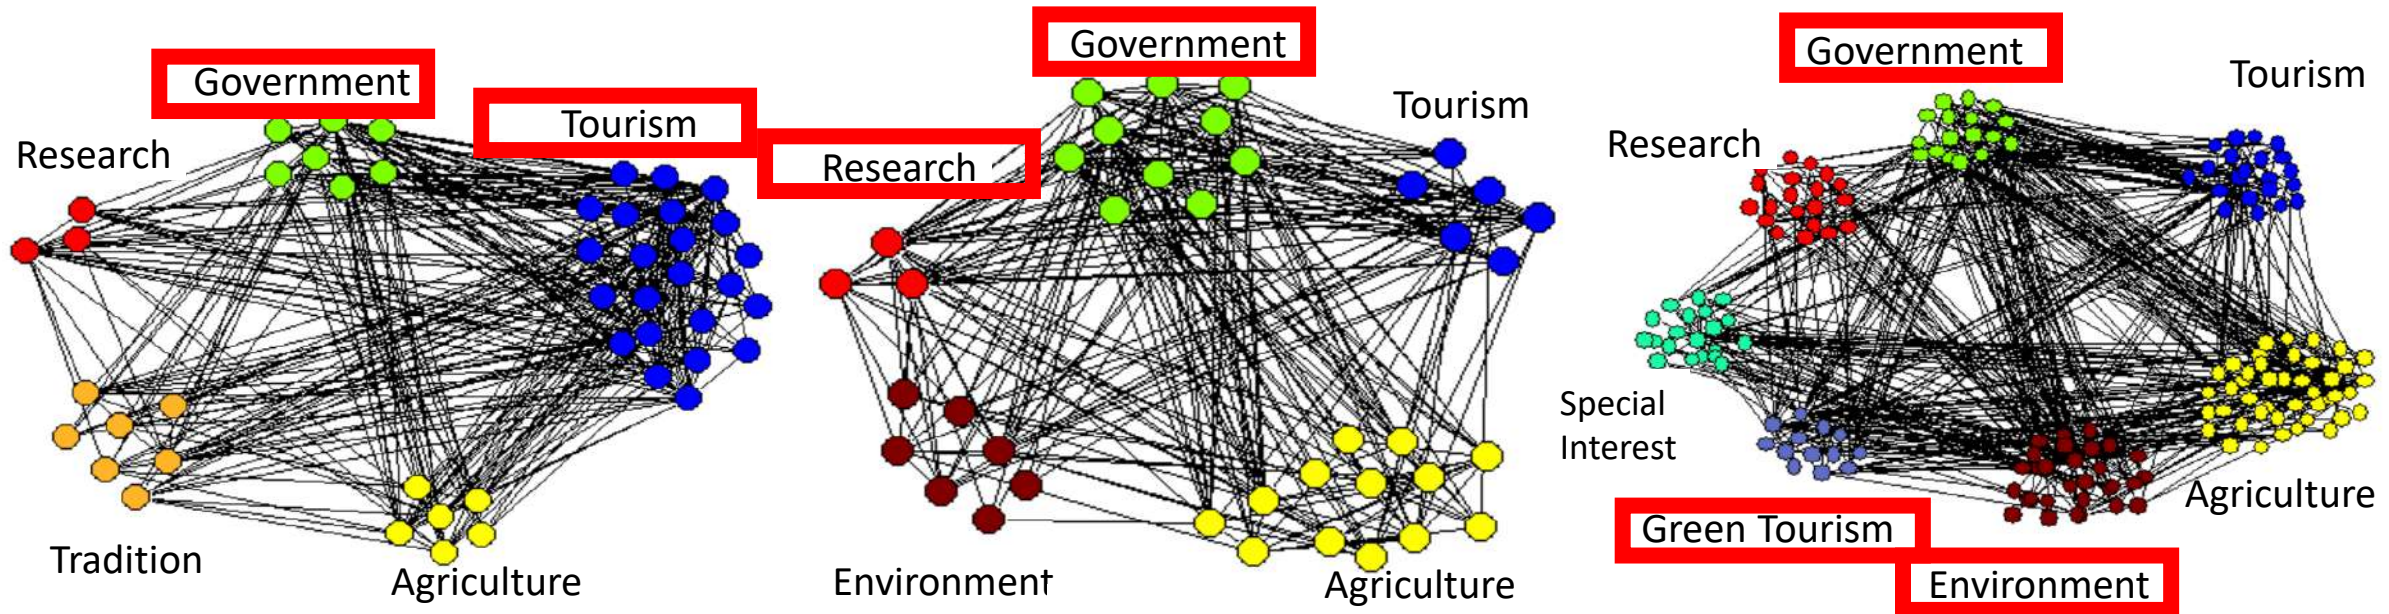 Government
Tourism
Research
Tradition
Agriculture
Government
Tourism
Research
Environment
Agriculture
Government
Tourism
Research
Special
Interest
Agriculture
Green Tourism
Environment